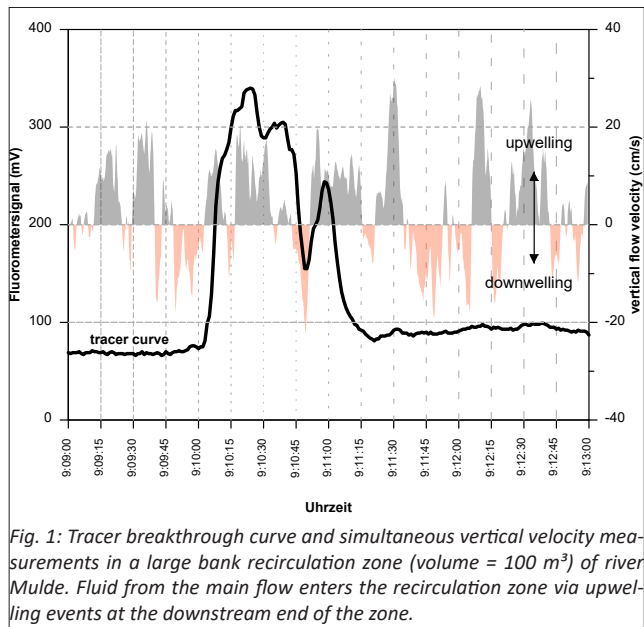 400
300
200
100
0
Fluorometersignal (mV)
40
20
0
-20
-40
vertical flow velocity (cm/s)
upwelling
downwelling
tracer curve
9:09:00
9:09:15
9:09:30
9:09:45
9:10:00
9:10:15
9:10:30
9:10:45
9:11:00
9:11:15
9:11:30
9:11:45
9:12:00
9:12:15
9:12:30
9:12:45
9:13:00
Uhrzeit
Fig. 1: Tracer breakthrough curve and simultaneous vertical velocity mea-
surements in a large bank recirculation zone (volume = 100 m³) of river
Mulde. Fluid from the main flow enters the recirculation zone via upwel-
ling events at the downstream end of the zone.